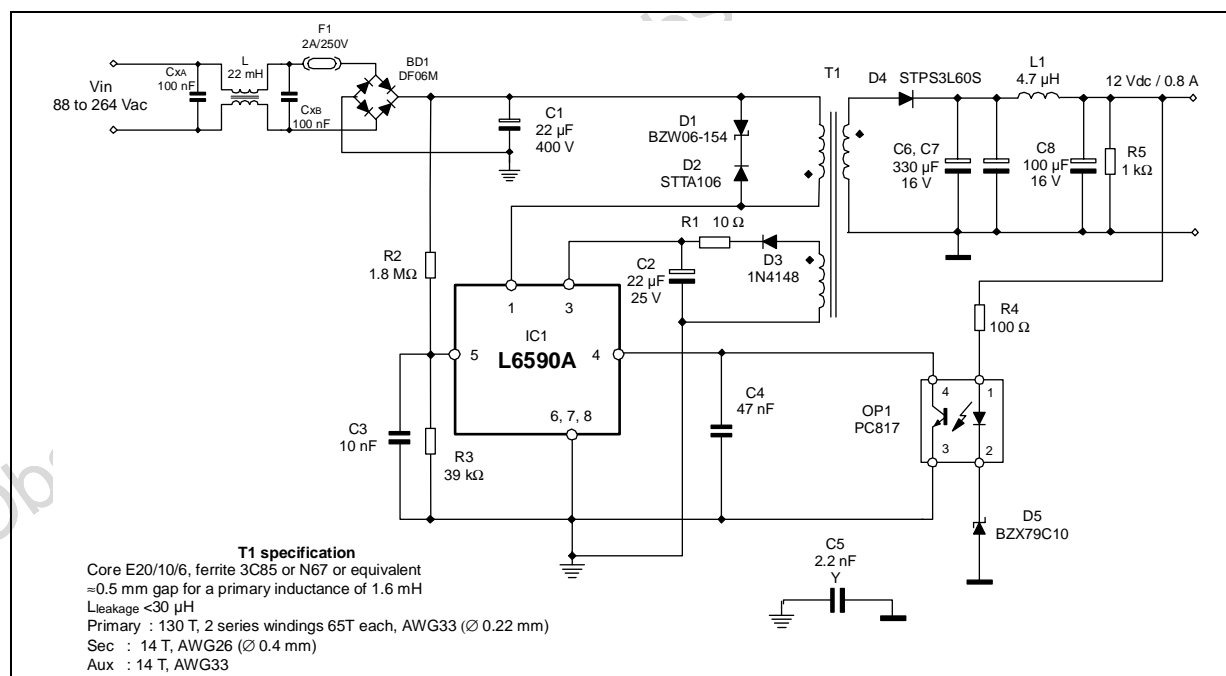 F1
2A/250V
L
22 mH
BD1
DF06M
CxA
100 nF
CxB
100 nF
Vin
88 to 264 Vac
C1
22 µF
400 V
D1
BZW06-154
D2
STTA106
T1
D4 STPS3L60S
L1
4.7 µH
12 Vdc / 0.8 A
C6, C7
330 µF
16 V
C8
100 µF
16 V
R5
1 kΩ
R1 10 Ω
D3
1N4148
C2
22 µF
25 V
R2
1.8 MΩ
1
3
IC1
L6590A
5
4
6, 7, 8
C3
10 nF
R3
39 kΩ
C4
47 nF
R4
100 Ω
OP1
PC817
4
1
3
2
D5
BZX79C10
C5
2.2 nF
Y
T1 specification
Core E20/10/6, ferrite 3C85 or N67 or equivalent
≈0.5 mm gap for a primary inductance of 1.6 mH
Lleakage <30 µH
Primary : 130 T, 2 series windings 65T each, AWG33 (Ø 0.22 mm)
Sec : 14 T, AWG26 (Ø 0.4 mm)
Aux : 14 T, AWG33